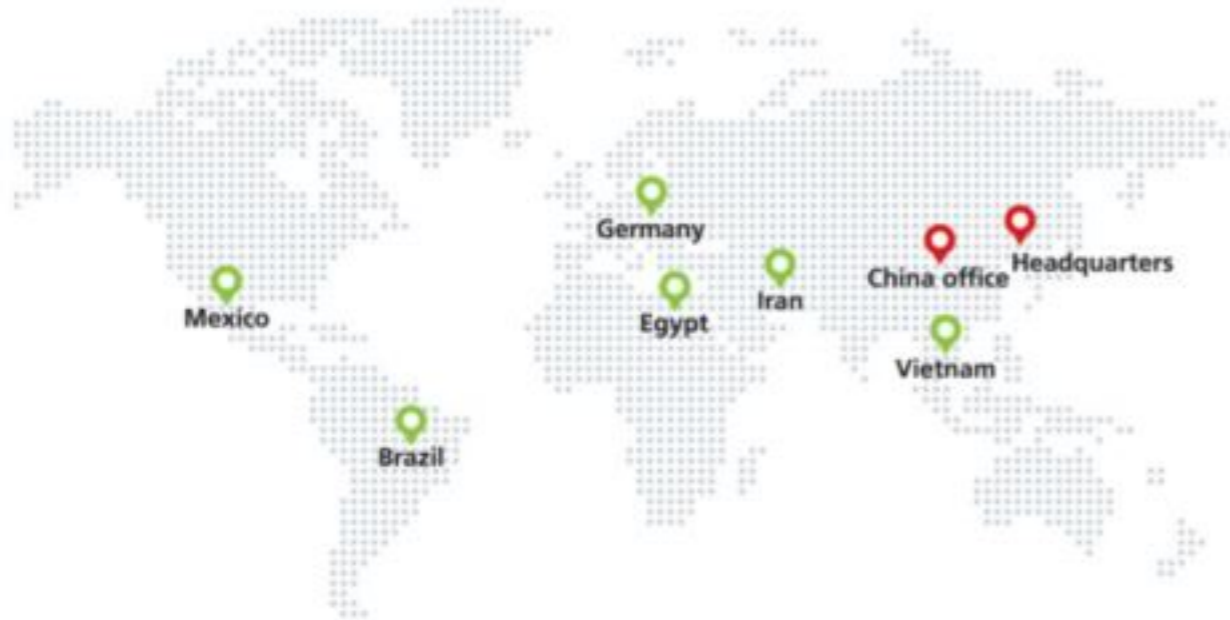 Germany
Headquarters
China office
Iran
Mexico
Egypt
Vietnam
Brazil